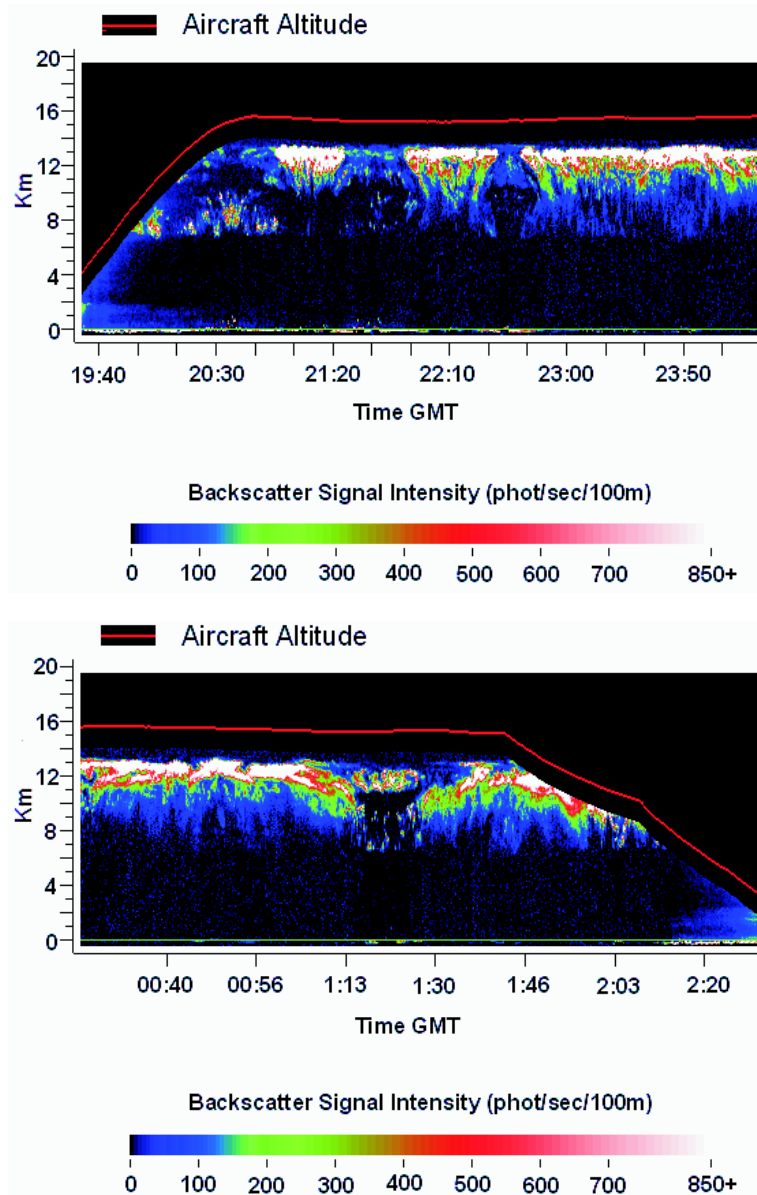 Aircraft Altitude
20
16
12
8
4
0
Km
19:40 20:30 21:20 22:10 23:00 23:50
Time GMT
Backscatter Signal Intensity (phot/sec/100m)
0 100 200 300 400 500 600 700 850+
Aircraft Altitude
20
16
12
8
4
0
Km
00:40 00:56 1:13 1:30 1:46 2:03 2:20
Time GMT
Backscatter Signal Intensity (phot/sec/100m)
0 100 200 300 400 500 600 700 850+